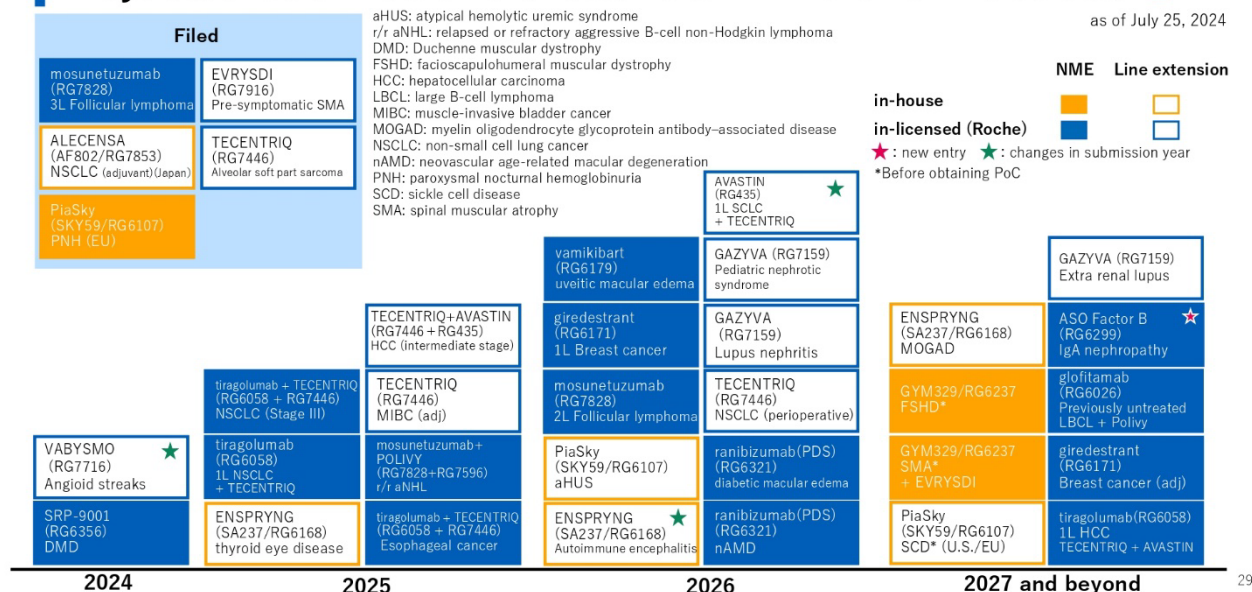 Filed
mosunetuzumab
(RG7828)
3L Follicular lymphoma
EVRYSDI
(RG7916)
Pre-symptomatic SMA
ALECENSA
(AF802/RG7853)
NSCLC (adjuvant)(Japan)
TECENTRIQ
(RG7446)
Alveolar soft part sarcoma
PiaSky
(SKY59/RG6107)
PNH (EU)
aHUS: atypical hemolytic uremic syndrome
r/r aNHL: relapsed or refractory aggressive B-cell non-Hodgkin lymphoma
DMD: Duchenne muscular dystrophy
FSHD: facioscapulohumeral muscular dystrophy
HCC: hepatocellular carcinoma
LBCL: large B-cell lymphoma
MIBC: muscle-invasive bladder cancer
MOGAD: myelin oligodendrocyte glycoprotein antibody–associated disease
NSCLC: non-small cell lung cancer
nAMD: neovascular age-related macular degeneration
PNH: paroxysmal nocturnal hemoglobinuria
SCD: sickle cell disease
SMA: spinal muscular atrophy
as of July 25, 2024
NME Line extension
in-house
in-licensed (Roche)
★: new entry ★: changes in submission year
*Before obtaining PoC
VABYSMO
(RG7716)
Angioid streaks
SRP-9001
(RG6356)
DMD
tiragolumab + TECENTRIQ
(RG6058 + RG7446)
NSCLC (Stage III)
tiragolumab
(RG6058)
1L NSCLC
+ TECENTRIQ
ENSPRYNG
(SA237/RG6168)
thyroid eye disease
TECENTRIQ+AVASTIN
(RG7446 + RG435)
HCC (intermediate stage)
TECENTRIQ
(RG7446)
MIBC (adj)
mosunetuzumab+
POLIVY
(RG7828+RG7596)
r/r aNHL
tiragolumab + TECENTRIQ
(RG6058 + RG7446)
Esophageal cancer
vamikibart
(RG6179)
uveitic macular edema
giredestrant
(RG6171)
1L Breast cancer
mosunetuzumab
(RG7828)
2L Follicular lymphoma
PiaSky
(SKY59/RG6107)
aHUS
ENSPRYNG
(SA237/RG6168)
Autoimmune encephalitis
AVASTIN
(RG435)
1L SCLC
+ TECENTRIQ
GAZYVA (RG7159)
Pediatric nephrotic
syndrome
GAZYVA
(RG7159)
Lupus nephritis
TECENTRIQ
(RG7446)
NSCLC (perioperative)
ranibizumab(PDS)
(RG6321)
diabetic macular edema
ranibizumab(PDS)
(RG6321)
nAMD
ENSPRYNG
(SA237/RG6168)
MOGAD
GYM329/RG6237
FSHD*
GYM329/RG6237
SMA*
+ EVRYSDI
PiaSky
(SKY59/RG6107)
SCD* (U.S./EU)
GAZYVA (RG7159)
Extra renal lupus
ASO Factor B
(RG6299)
IgA nephropathy
glofitamab
(RG6026)
Previously untreated
LBCL + Polivy
giredestrant
(RG6171)
Breast cancer (adj)
tiragolumab(RG6058)
1L HCC
TECENTRIQ + AVASTIN
2024
2025
2026
2027 and beyond
29